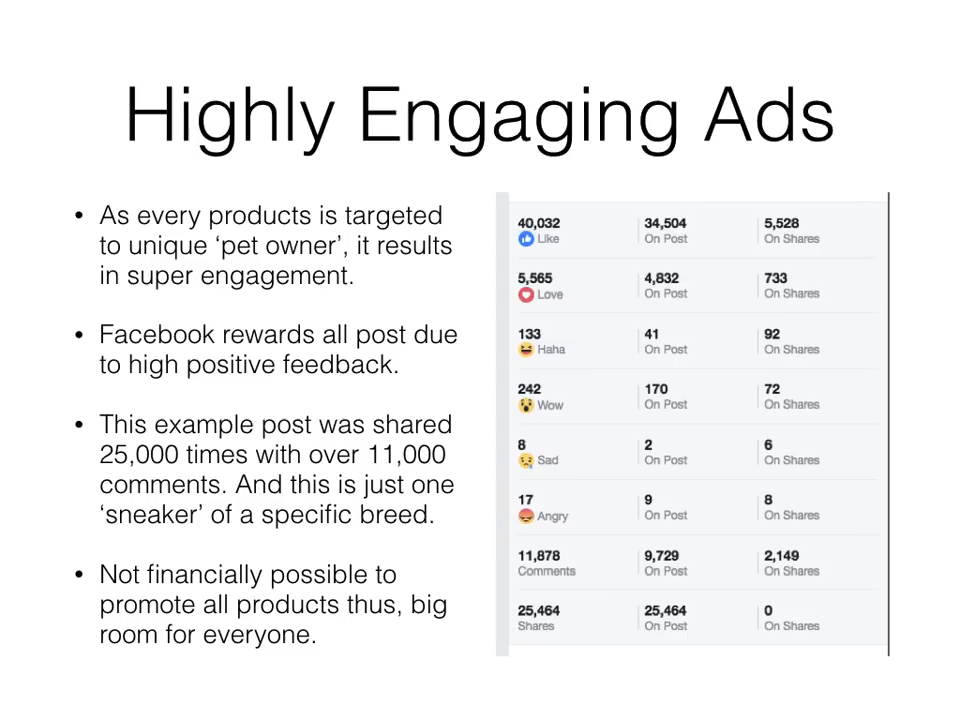 Highly Engaging Ads
• As every products is targeted
to unique ‘pet owner’, it results
in super engagement.
• Facebook rewards all post due
to high positive feedback.
• This example post was shared
25,000 times with over 11,000
comments. And this is just one
‘sneaker’ of a specific breed.
• Not financially possible to
promote all products thus, big
room for everyone.
40,032 34,504 5,528
Like On Post On Shares
5,565 4,832 733
Love On Post On Shares
133 41 92
Haha On Post On Shares
242 170 72
Wow On Post On Shares
8 2 6
Sad On Post On Shares
17 9 8
Angry On Post On Shares
11,878 9,729 2,149
Comments On Post On Shares
25,464 25,464 0
Shares On Post On Shares